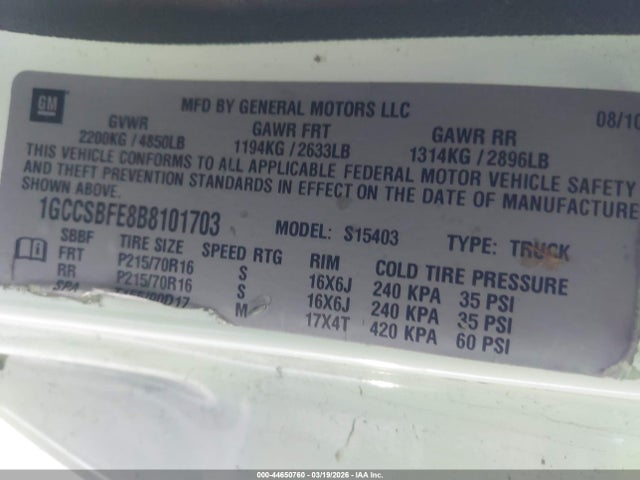 GM
MFD BY GENERAL MOTORS LLC 08/10
GVWR GAWR FRT GAWR RR
2200KG / 4850LB 1194KG / 2633LB 1314KG / 2896LB
THIS VEHICLE CONFORMS TO ALL APPLICABLE FEDERAL MOTOR VEHICLE SAFETY
AND THEFT PREVENTION STANDARDS IN EFFECT ON THE DATE OF MANUFACTURE
SHOWN ABOVE.
1GCCSBFE8B8101703 MODEL: S15403 TYPE: TRUCK
SBBF TIRE SIZE SPEED RTG RIM COLD TIRE PRESSURE
FRT P215/70R16 S 16X6J 240 KPA 35 PSI
RR P215/70R16 S 16X6J 240 KPA 35 PSI
SPA M 17X4T 420 KPA 60 PSI
000-44650760 - 03/19/2026 - IAA Inc.